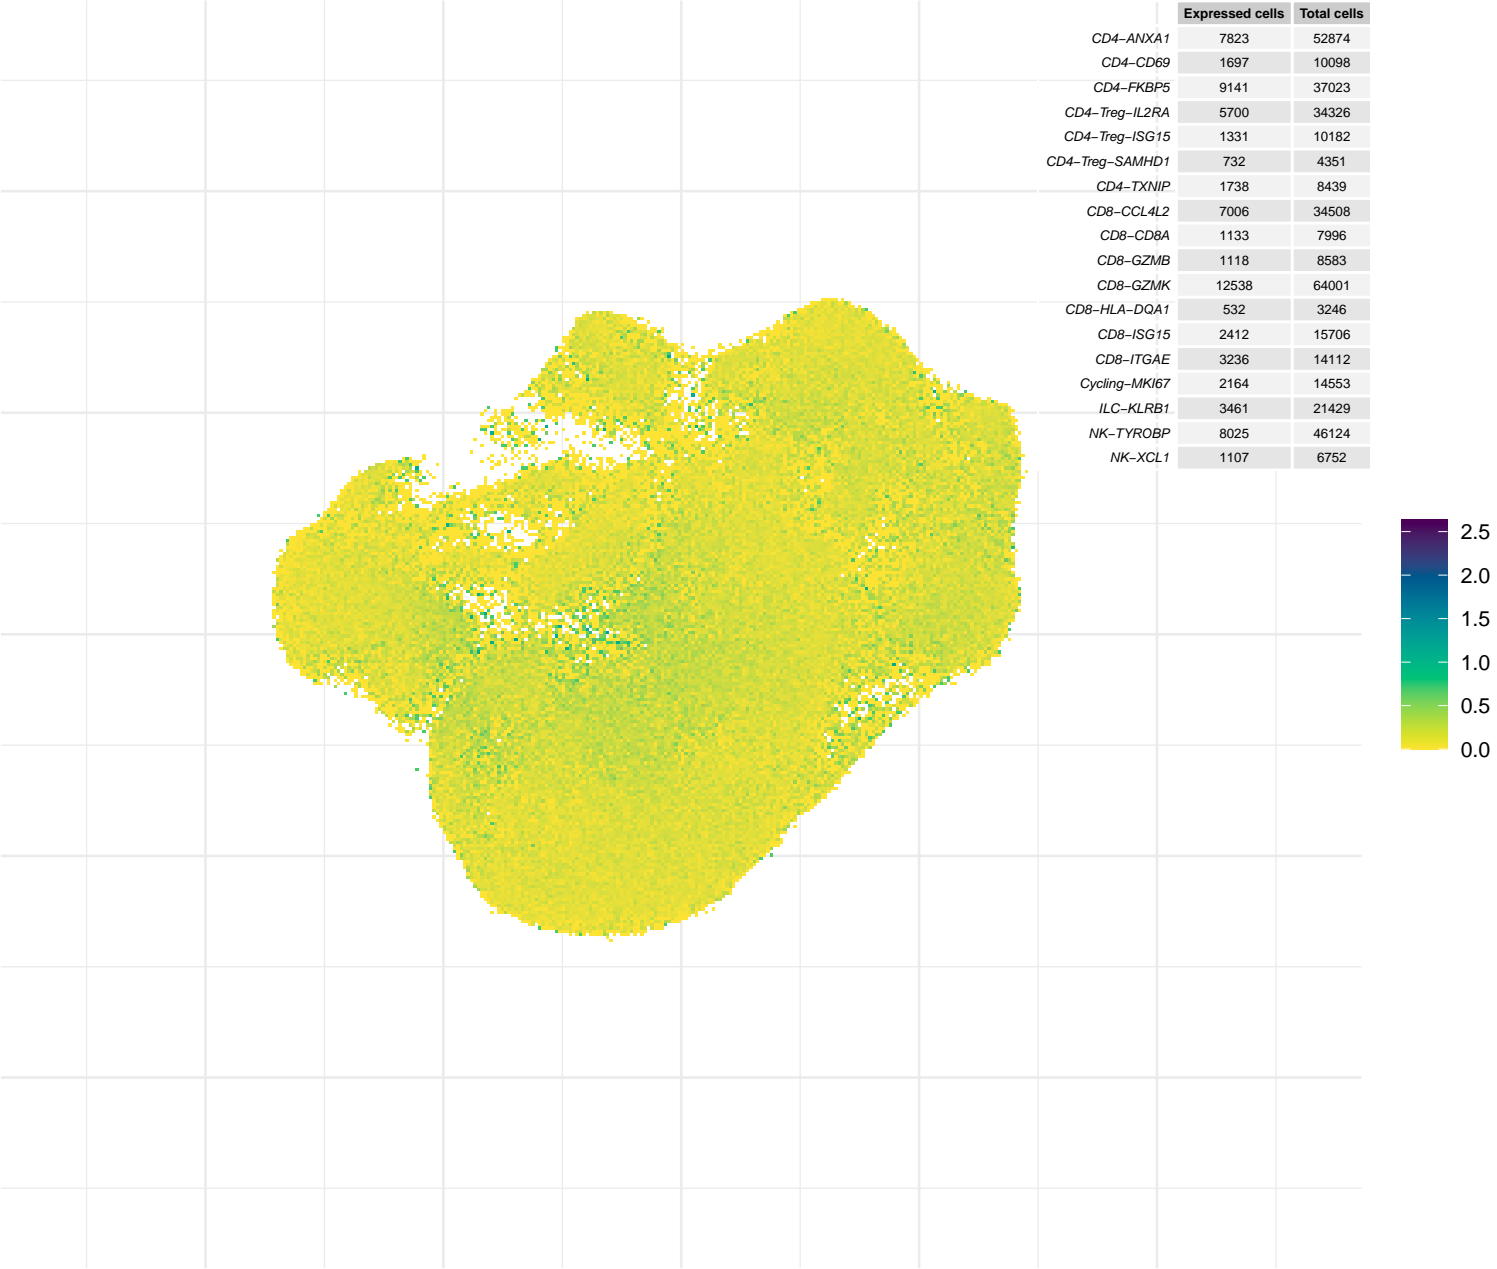 Expressed cells Total cells
CD4−ANXA1 7823 52874
CD4−CD69 1697 10098
CD4−FKBP5 9141 37023
CD4−Treg−IL2RA 5700 34326
CD4−Treg−ISG15 1331 10182
CD4−Treg−SAMHD1 732 4351
CD4−TXNIP 1738 8439
CD8−CCL4L2 7006 34508
CD8−CD8A 1133 7996
CD8−GZMB 1118 8583
CD8−GZMK 12538 64001
CD8−HLA−DQA1 532 3246
CD8−ISG15 2412 15706
CD8−ITGAE 3236 14112
Cycling−MKI67 2164 14553
ILC−KLRB1 3461 21429
NK−TYROBP 8025 46124
NK−XCL1 1107 6752
2.5
2.0
1.5
1.0
0.5
0.0